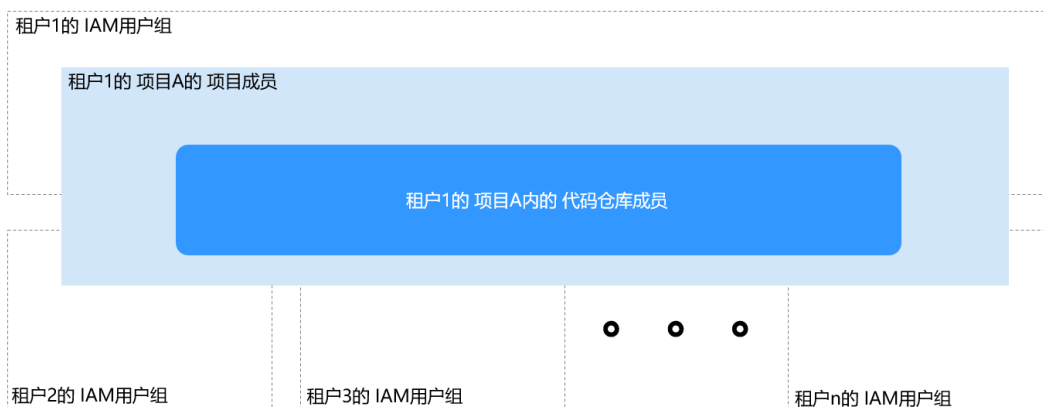 租户1的 IAM用户组
租户1的 项目A的 项目成员
租户1的 项目A内的 代码仓库成员
租户2的 IAM用户组
租户3的 IAM用户组
租户n的 IAM用户组